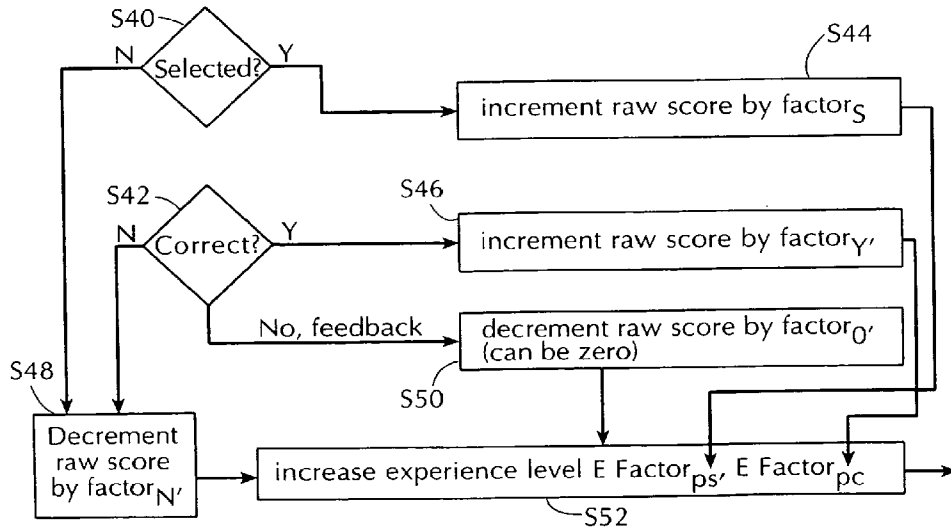 S40
S44
N
Selected?
Y
increment raw score by factorS
S42
S46
N
Correct?
Y
increment raw score by factorY'
No, feedback
decrement raw score by factor0'
(can be zero)
S48
S50
Decrement
raw score
by factorN'
increase experience level E Factorps, E Factorpc
S52